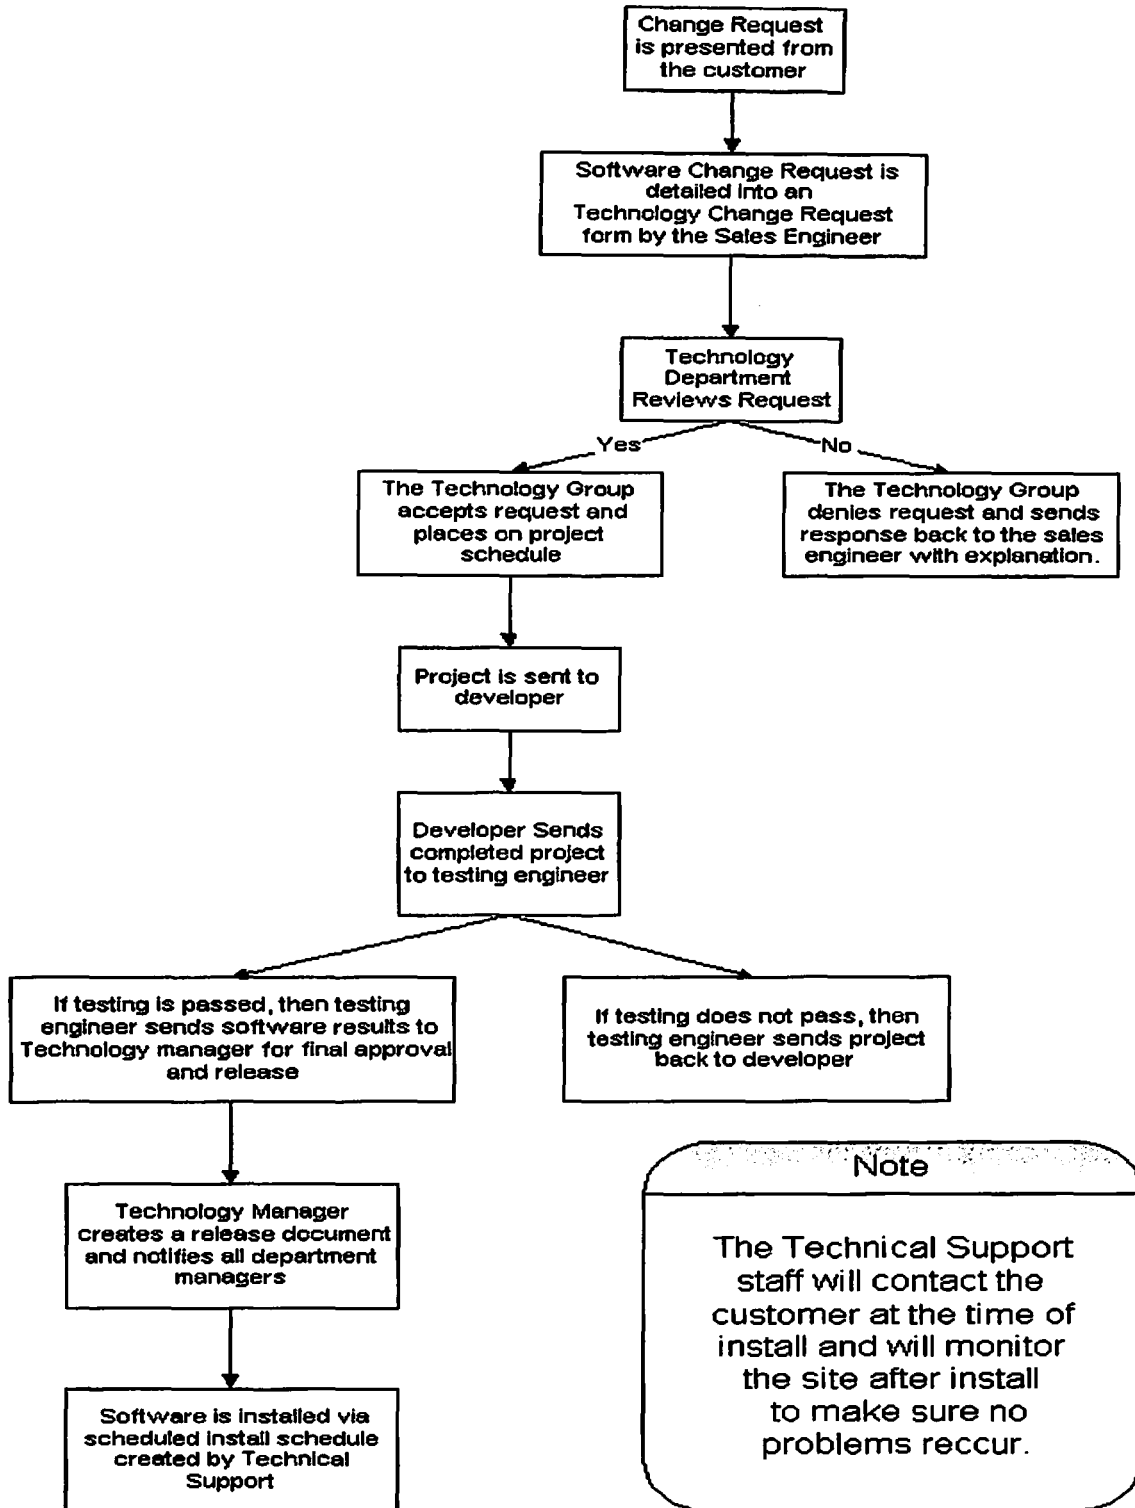 Change Request
is presented from
the customer
Software Change Request is
detailed into an
Technology Change Request
form by the Sales Engineer
Technology
Department
Reviews Request
Yes
No
The Technology Group
accepts request and
places on project
schedule
The Technology Group
denies request and sends
response back to the sales
engineer with explanation.
Project is sent to
developer
Developer Sends
completed project
to testing engineer
If testing is passed, then testing
engineer sends software results to
Technology manager for final approval
and release
If testing does not pass, then
testing engineer sends project
back to developer
Technology Manager
creates a release document
and notifies all department
managers
Software is installed via
scheduled install schedule
created by Technical
Support
Note
The Technical Support
staff will contact the
customer at the time of
install and will monitor
the site after install
to make sure no
problems reccur.